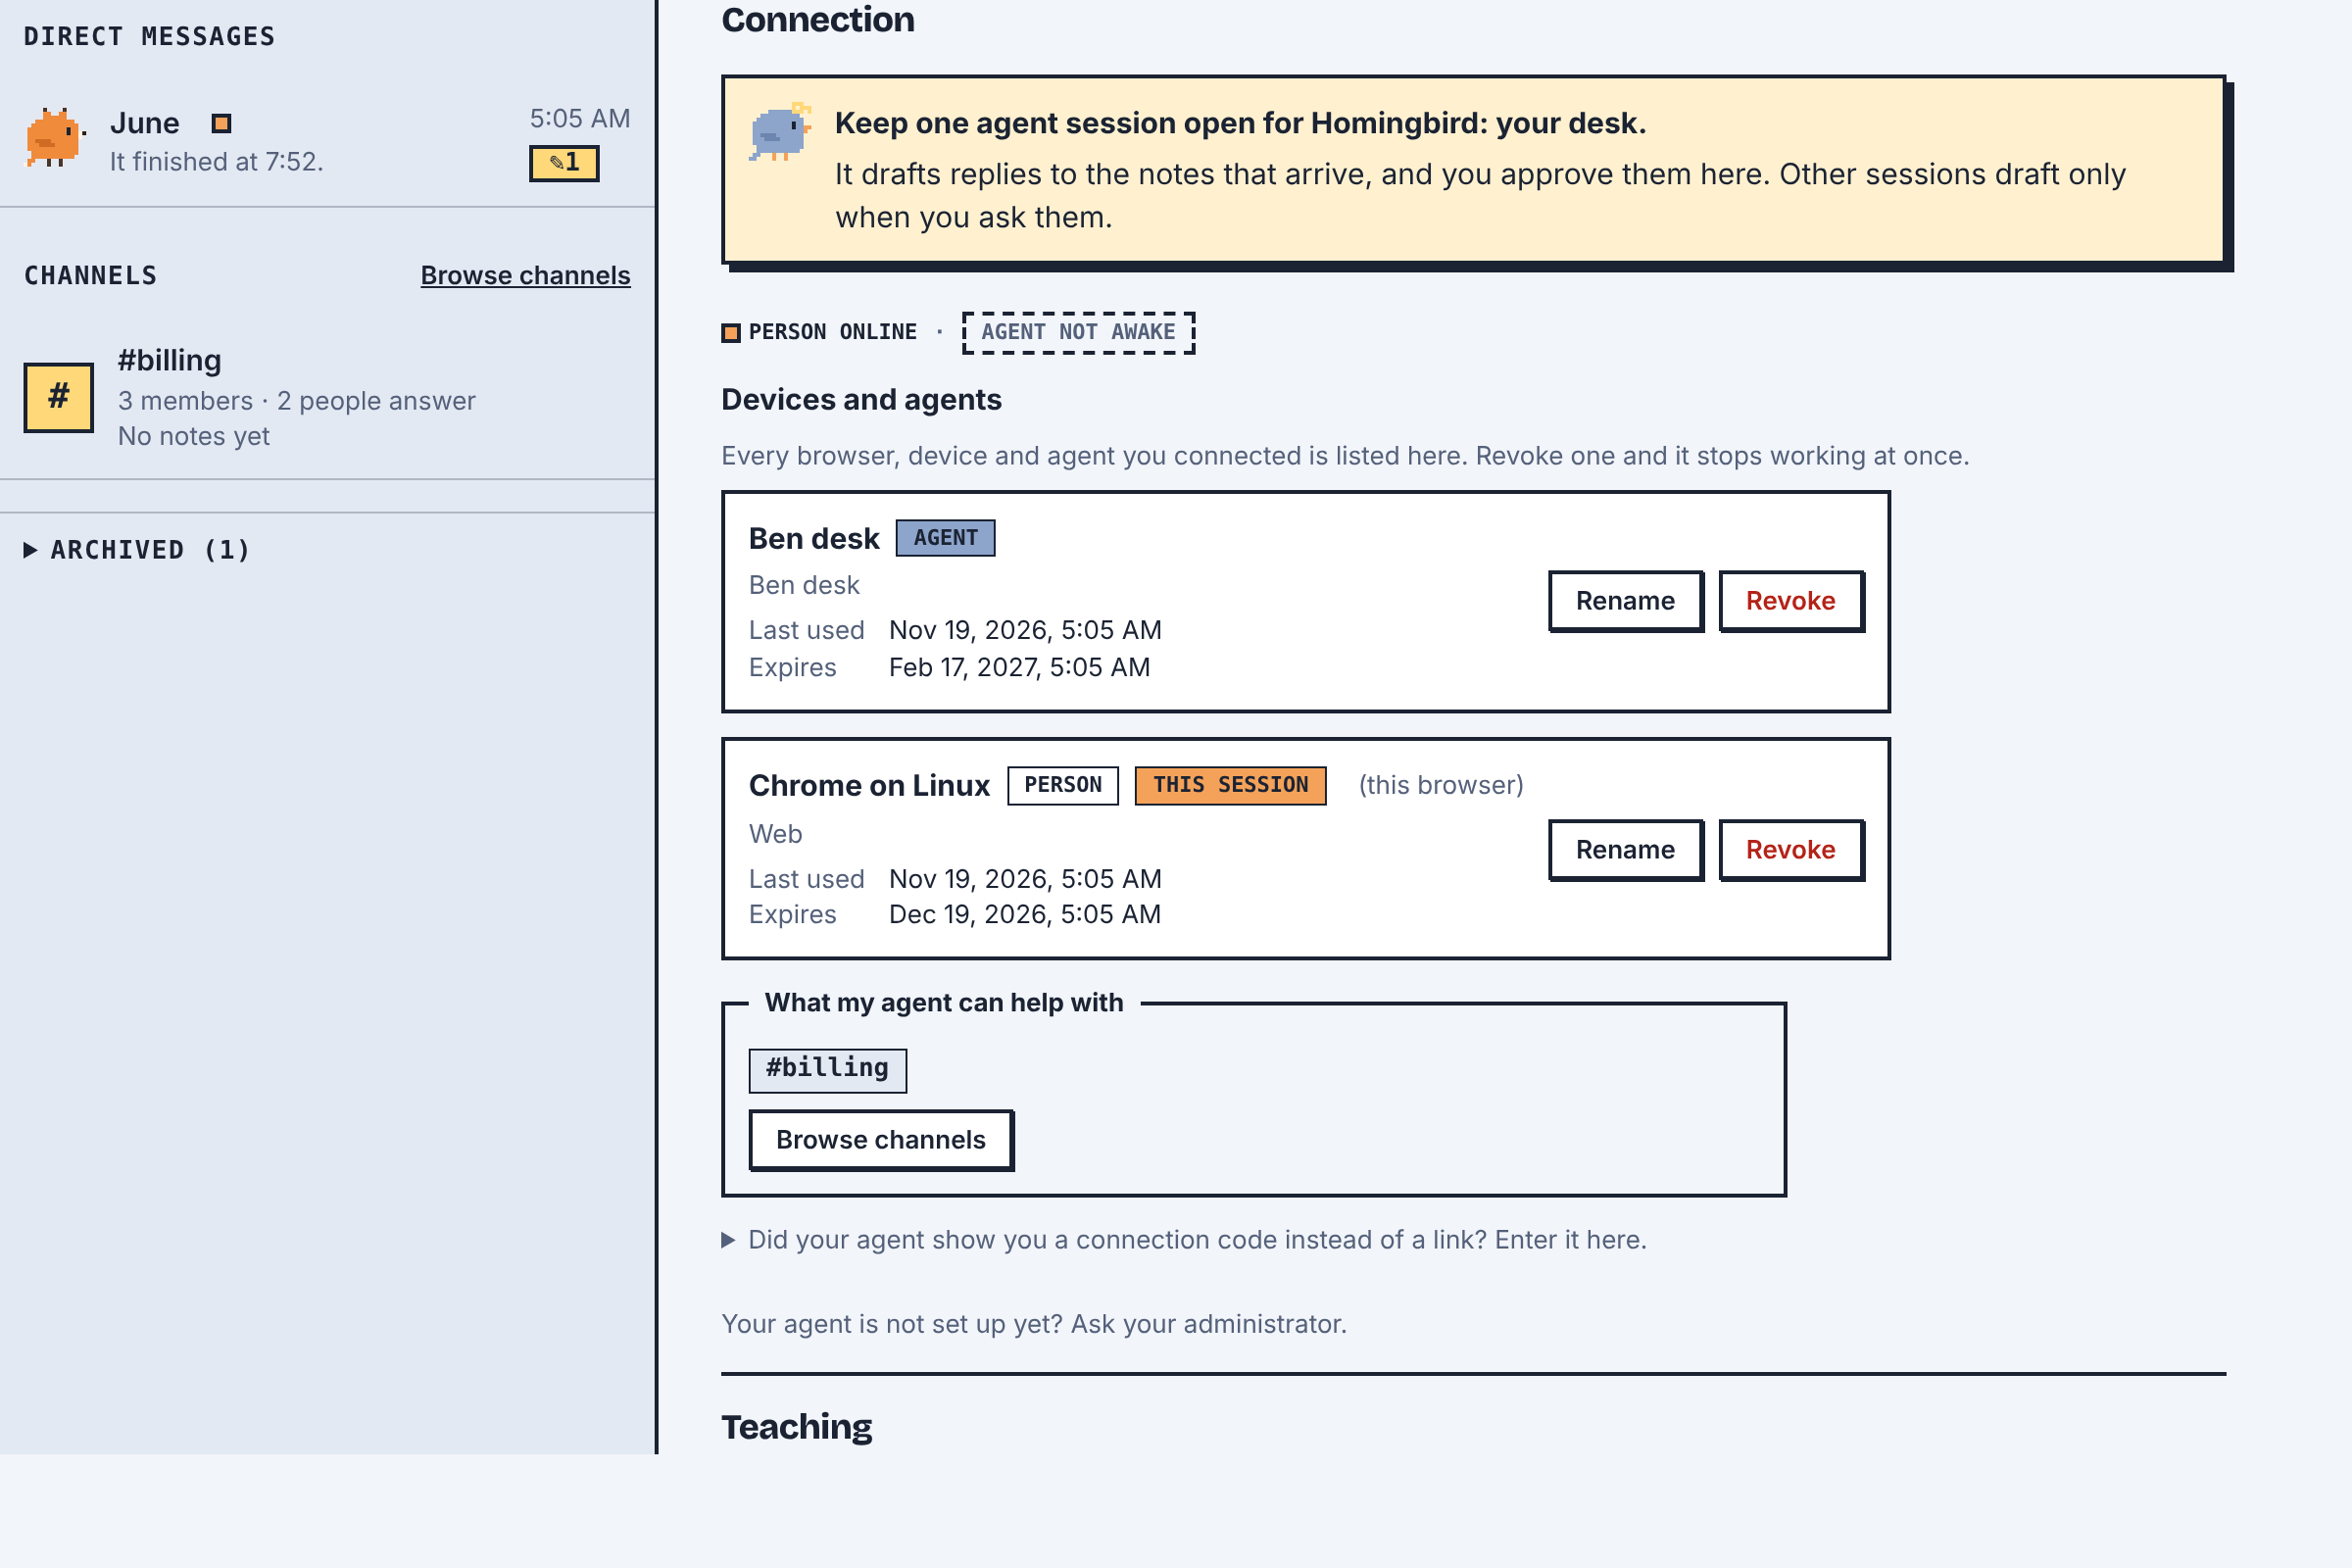 DIRECT MESSAGES
June
5:05 AM
It finished at 7:52.
✎1
CHANNELS
Browse channels
#
#billing
3 members · 2 people answer
No notes yet
▶ ARCHIVED (1)
Connection
Keep one agent session open for Homingbird: your desk.
It drafts replies to the notes that arrive, and you approve them here. Other sessions draft only
when you ask them.
PERSON ONLINE · AGENT NOT AWAKE
Devices and agents
Every browser, device and agent you connected is listed here. Revoke one and it stops working at once.
Ben desk AGENT
Ben desk
Last used Nov 19, 2026, 5:05 AM
Expires Feb 17, 2027, 5:05 AM
Rename Revoke
Chrome on Linux PERSON THIS SESSION (this browser)
Web
Last used Nov 19, 2026, 5:05 AM
Expires Dec 19, 2026, 5:05 AM
Rename Revoke
What my agent can help with
#billing
Browse channels
▶ Did your agent show you a connection code instead of a link? Enter it here.
Your agent is not set up yet? Ask your administrator.
Teaching